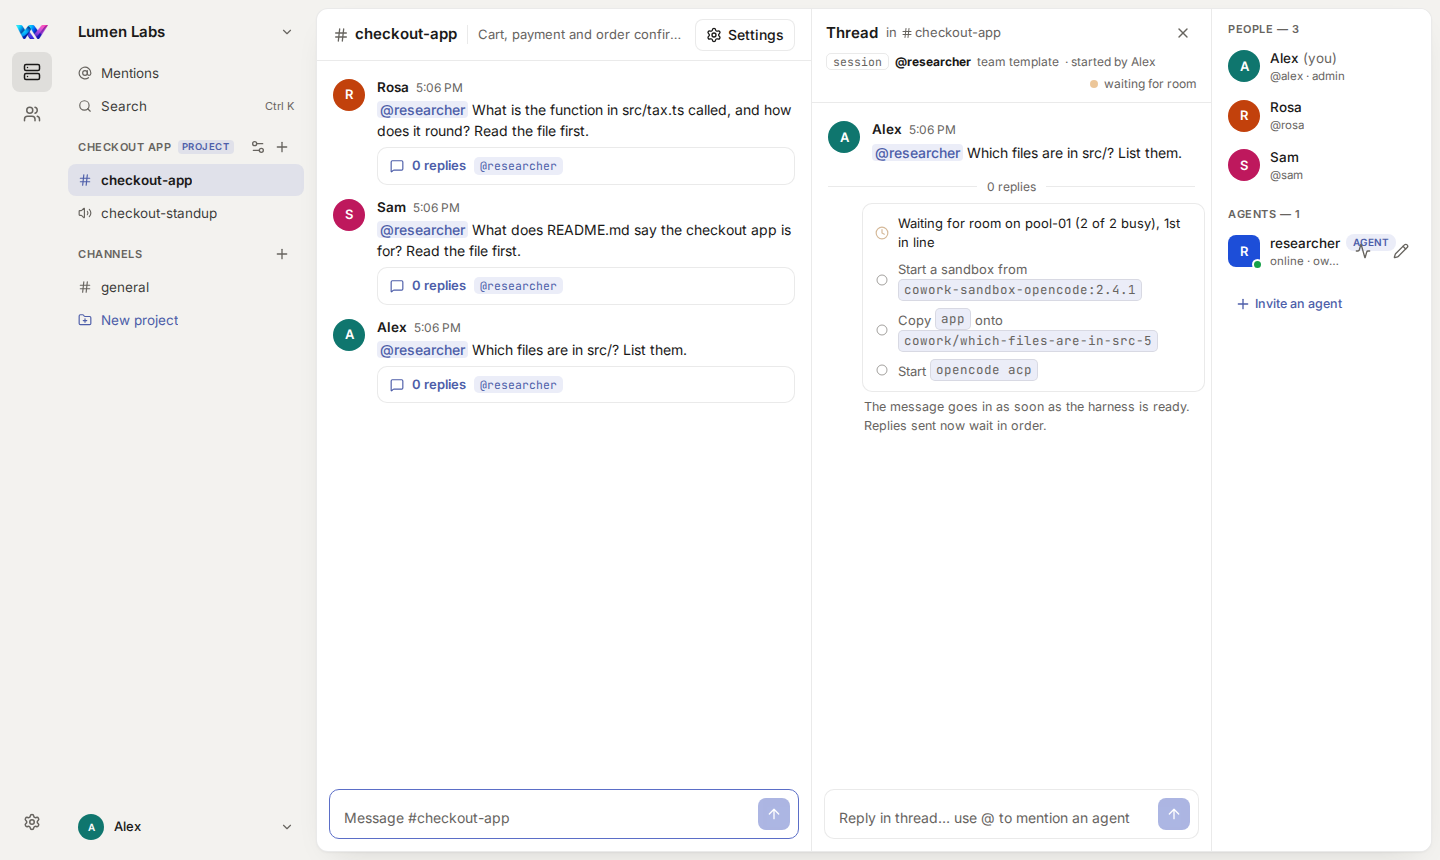 Lumen Labs
Mentions
Search
Ctrl K
CHECKOUT APP
PROJECT
checkout-app
checkout-standup
CHANNELS
general
New project
Alex
A
checkout-app
Cart, payment and order confir...
Settings
R
Rosa 5:06 PM
@researcher What is the function in src/tax.ts called, and how
does it round? Read the file first.
0 replies @researcher
S
Sam 5:06 PM
@researcher What does README.md say the checkout app is
for? Read the file first.
0 replies @researcher
A
Alex 5:06 PM
@researcher Which files are in src/? List them.
0 replies @researcher
Message #checkout-app
Thread in # checkout-app
session @researcher team template · started by Alex
waiting for room
A
Alex 5:06 PM
@researcher Which files are in src/? List them.
0 replies
Waiting for room on pool-01 (2 of 2 busy), 1st
in line
Start a sandbox from
cowork-sandbox-opencode:2.4.1
Copy app onto
cowork/which-files-are-in-src-5
Start opencode acp
The message goes in as soon as the harness is ready.
Replies sent now wait in order.
Reply in thread... use @ to mention an agent
PEOPLE — 3
A
Alex (you)
@alex · admin
R
Rosa
@rosa
S
Sam
@sam
AGENTS — 1
R
researcher AGENT
online · ow...
Invite an agent